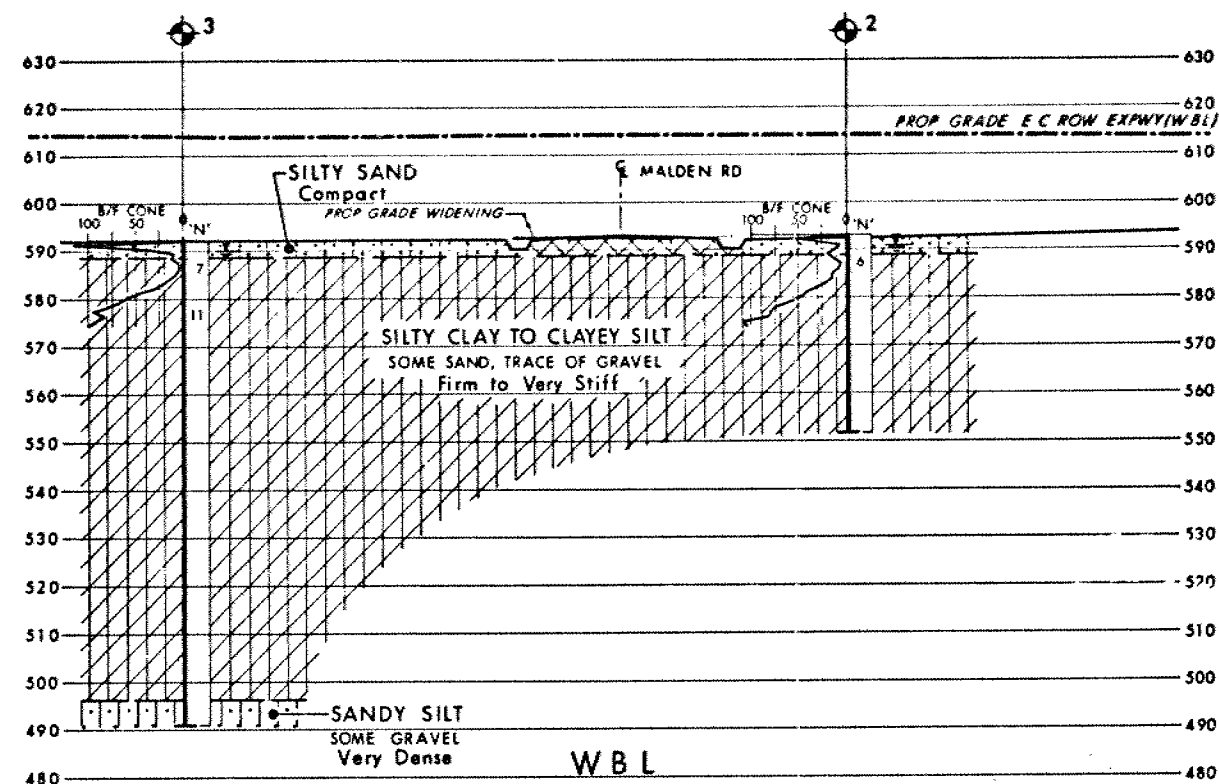 3
2
630
630
620
620
PROP GRADE E C ROW EXPWY(WBL)
610
610
SILTY SAND
Compact
℄ MALDEN RD
PROP GRADE WIDENING
600
600
B/F CONE
100 50
'N'
B/F CONE
100 50
'N'
590
590
7
6
580
580
11
SILTY CLAY TO CLAYEY SILT
SOME SAND, TRACE OF GRAVEL
Firm to Very Stiff
570
570
560
560
550
550
540
540
530
530
520
520
510
510
500
500
SANDY SILT
SOME GRAVEL
Very Dense
490
490
WBL
480
480